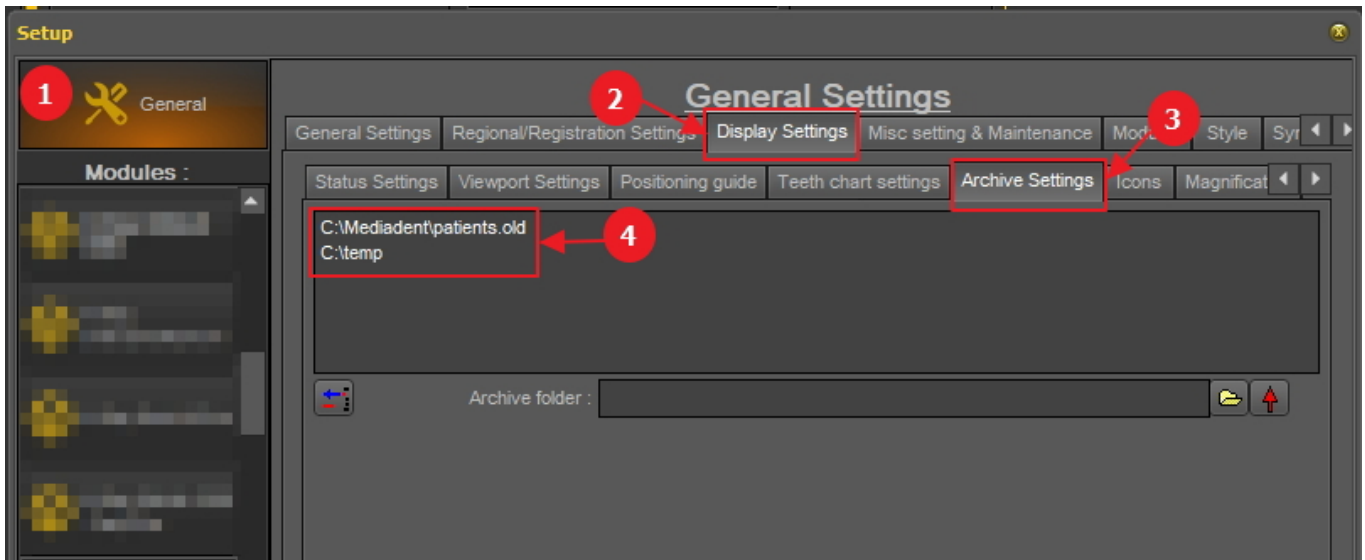 Setup
1
General
General Settings
2
3
General Settings
Regional/Registration Settings
Display Settings
Misc setting & Maintenance
Style
Modules :
Status Settings
Viewport Settings
Positioning guide
Teeth chart settings
Archive Settings
Icons
C:\Mediadent\patients.old
C:\temp
4
Archive folder :